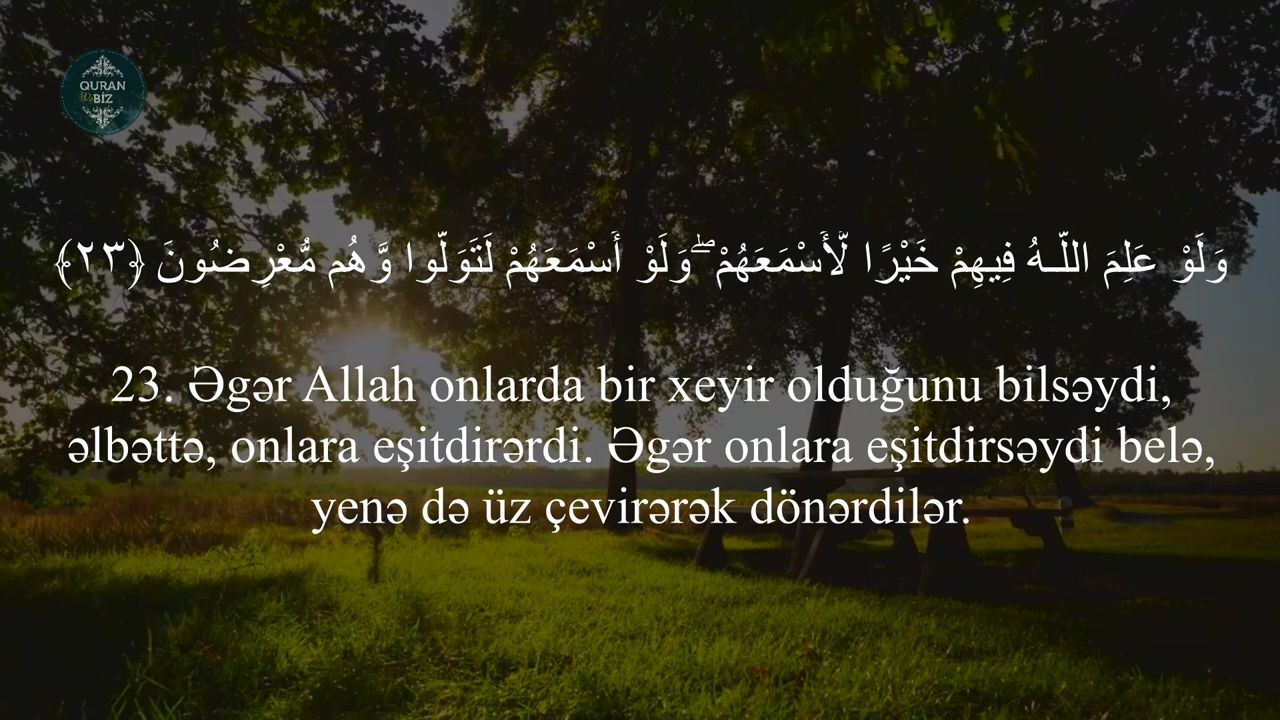 QURAN
və BİZ
وَلَوْ عَلِمَ اللَّـهُ فِيهِمْ خَيْرًا لَّأَسْمَعَهُمْ ۖ وَلَوْ أَسْمَعَهُمْ لَتَوَلَّوا وَّهُم مُّعْرِضُونَ ﴿٢٣﴾
23. Əgər Allah onlarda bir xeyir olduğunu bilsəydi,
əlbəttə, onlara eşitdirərdi. Əgər onlara eşitdirsəydi belə,
yenə də üz çevirərək dönərdilər.